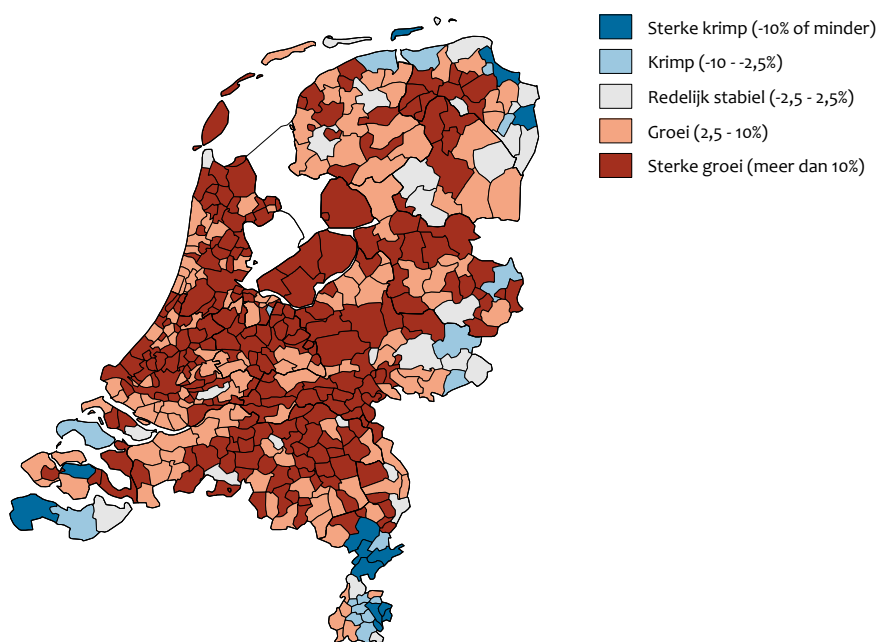 Sterke krimp (-10% of minder)
Krimp (-10 - -2,5%)
Redelijk stabiel (-2,5 - 2,5%)
Groei (2,5 - 10%)
Sterke groei (meer dan 10%)